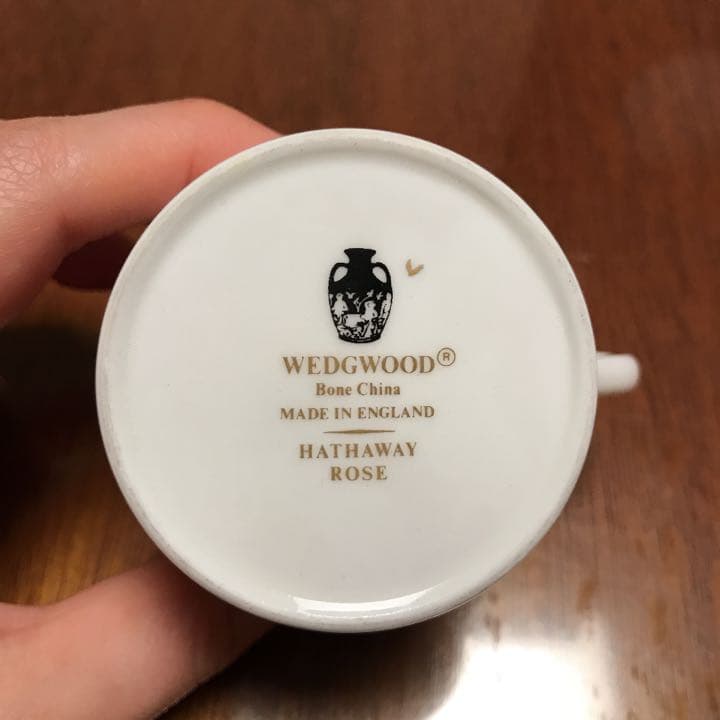 WEDGWOOD®
Bone China
MADE IN ENGLAND
HATHAWAY
ROSE